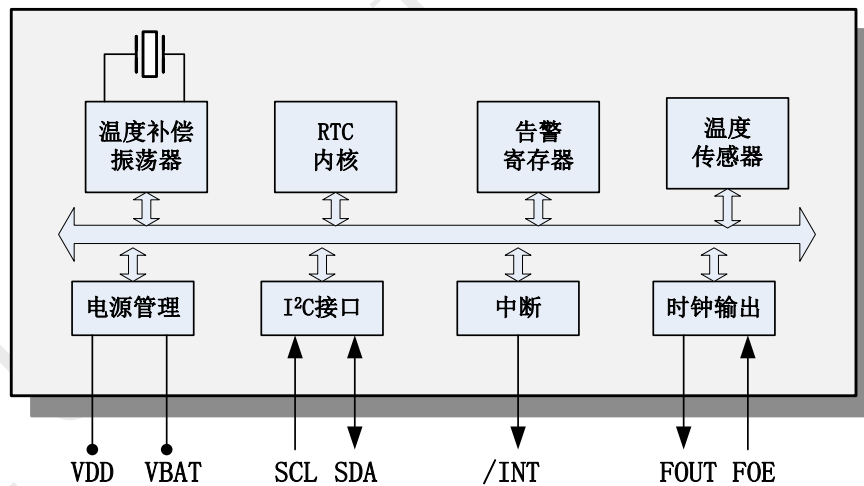 温度补偿
振荡器
RTC
内核
告警
寄存器
温度
传感器
电源管理
I²C接口
中断
时钟输出
VDD VBAT SCL SDA /INT FOUT FOE